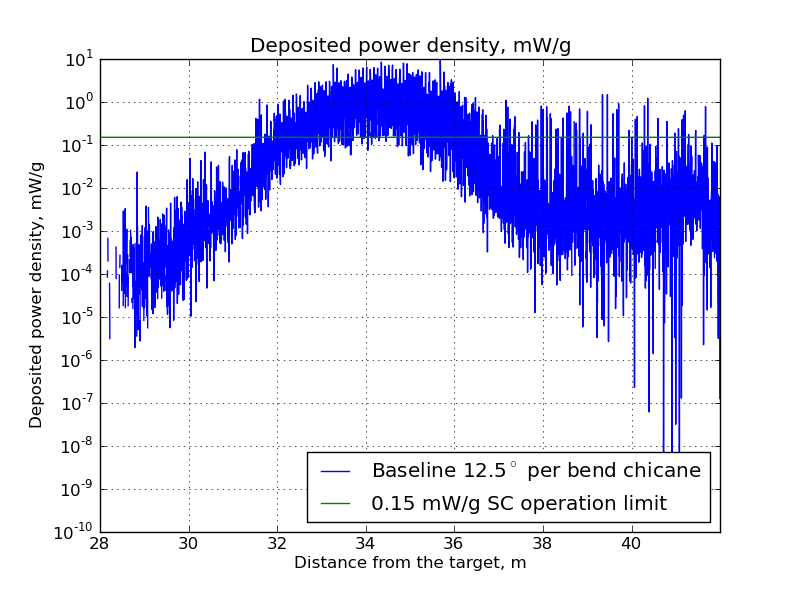 Deposited power density, mW/g
Deposited power density, mW/g
10^1
10^0
10^-1
10^-2
10^-3
10^-4
10^-5
10^-6
10^-7
10^-8
10^-9
10^-10
Baseline 12.5° per bend chicane
0.15 mW/g SC operation limit
28 30 32 34 36 38 40
Distance from the target, m